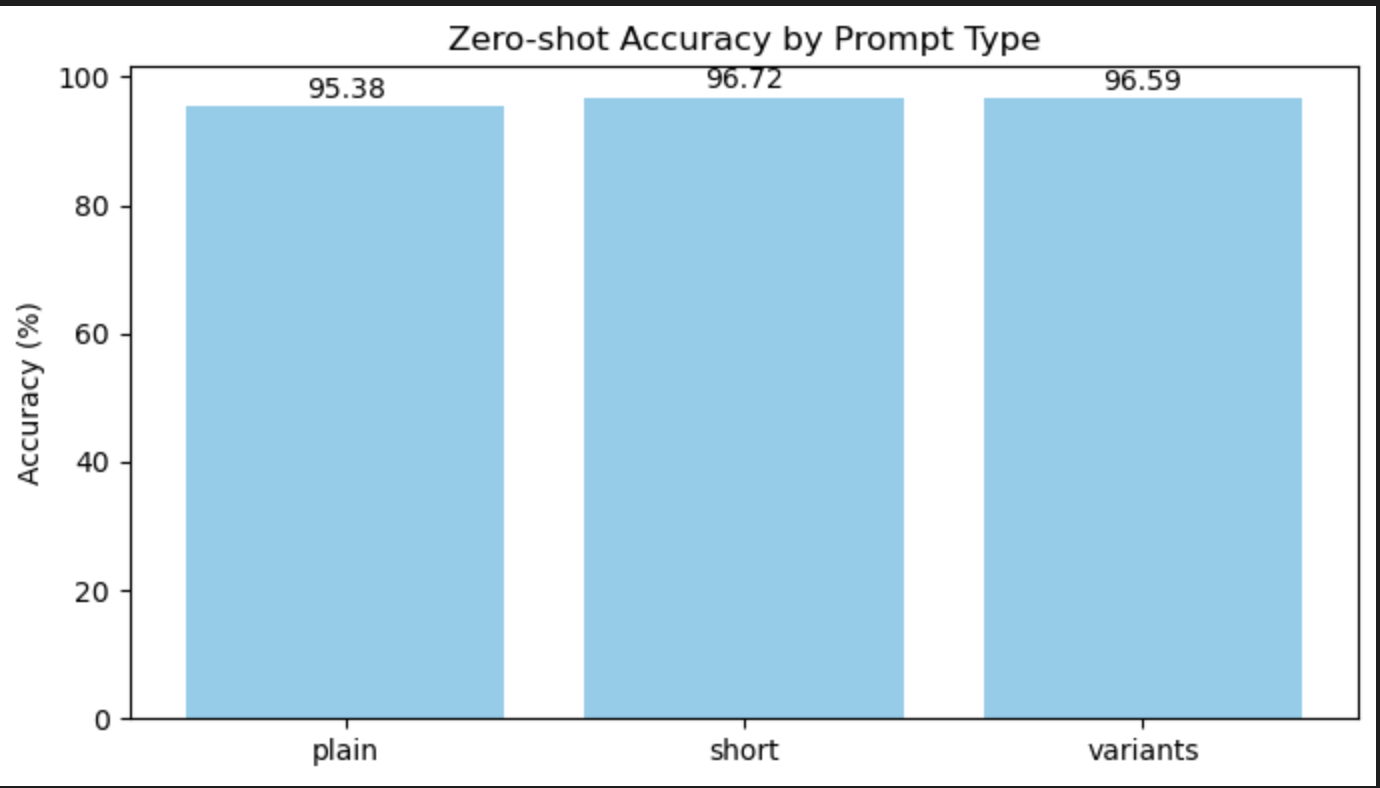 Zero-shot Accuracy by Prompt Type
Accuracy (%)
100
80
60
40
20
0
95.38
96.72
96.59
plain
short
variants